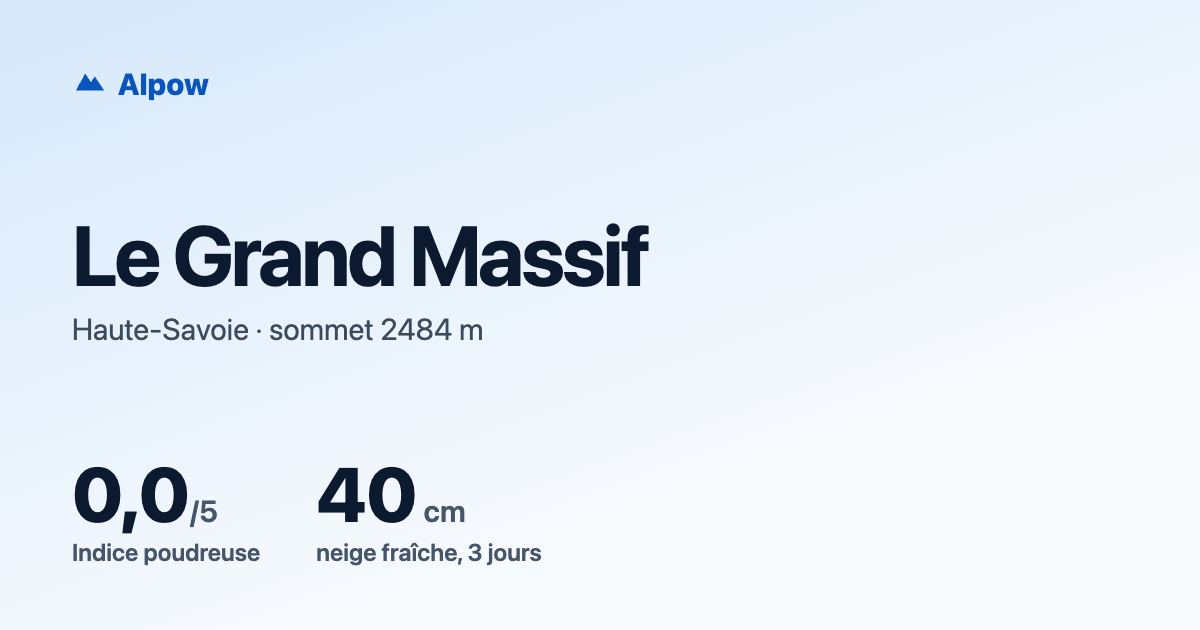 Alpow
Le Grand Massif
Haute-Savoie · sommet 2484 m
0,0/5
Indice poudreuse
40 cm
neige fraîche, 3 jours